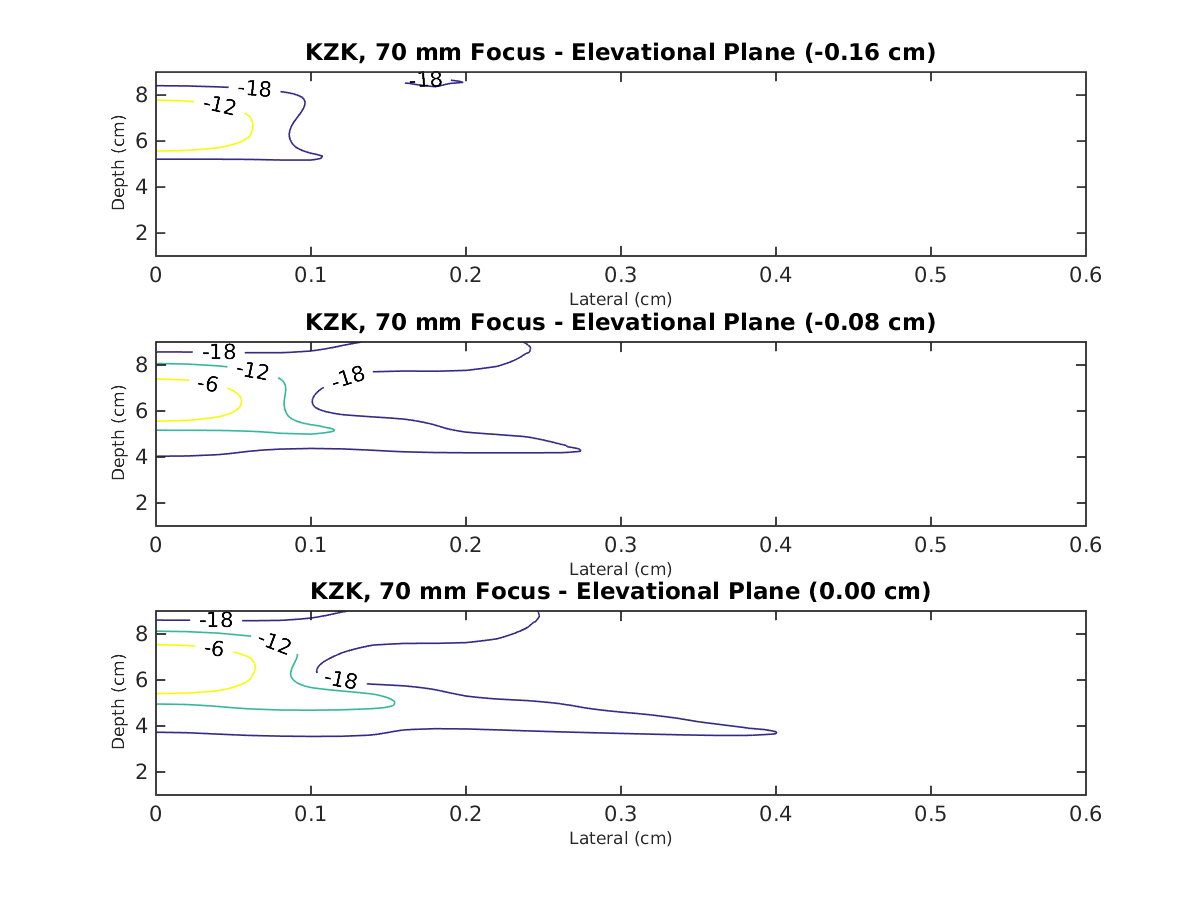 KZK, 70 mm Focus - Elevational Plane (-0.16 cm)
-18
-18
-12
8
6
4
2
Depth (cm)
0 0.1 0.2 0.3 0.4 0.5 0.6
Lateral (cm)
KZK, 70 mm Focus - Elevational Plane (-0.08 cm)
-18
-12
-18
-6
8
6
4
2
Depth (cm)
0 0.1 0.2 0.3 0.4 0.5 0.6
Lateral (cm)
KZK, 70 mm Focus - Elevational Plane (0.00 cm)
-18
-12
-6
-18
8
6
4
2
Depth (cm)
0 0.1 0.2 0.3 0.4 0.5 0.6
Lateral (cm)